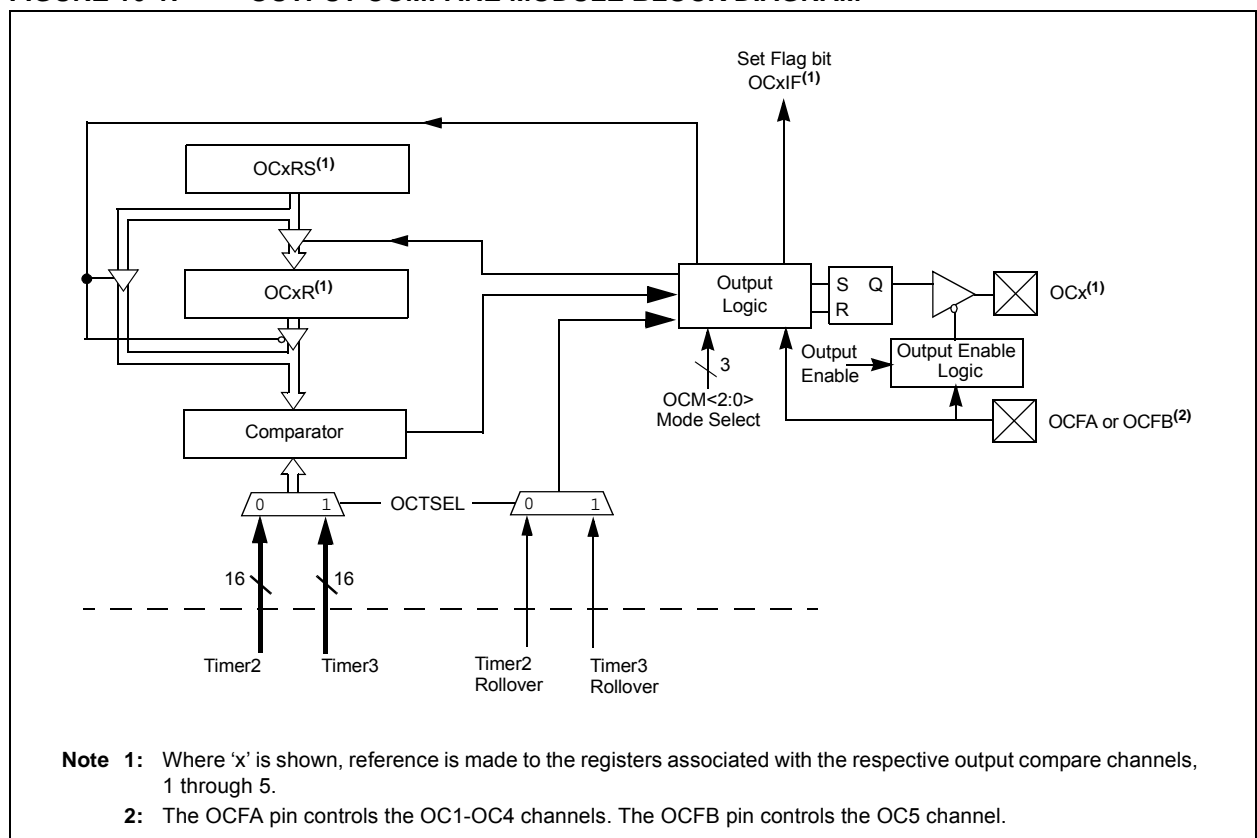 Set Flag bit
OCxIF(1)
OCxRS(1)
OCxR(1)
Output
Logic
S Q
R
OCx(1)
3
Output
Enable
Output Enable
Logic
OCM<2:0>
Mode Select
Comparator
OCFA or OCFB(2)
0 1
OCTSEL
0 1
16
16
Timer2
Timer3
Timer2
Rollover
Timer3
Rollover
Note 1: Where ‘x’ is shown, reference is made to the registers associated with the respective output compare channels,
1 through 5.
2: The OCFA pin controls the OC1-OC4 channels. The OCFB pin controls the OC5 channel.